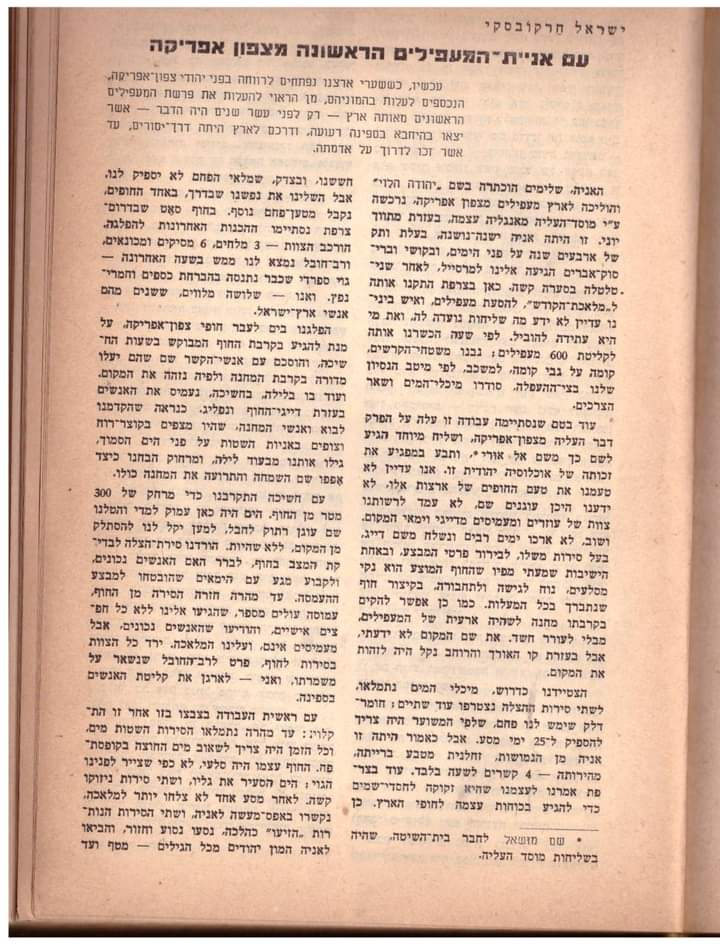 ישראל חרקובסקי
עם אניית־המעפילים הראשונה מצפון אפריקה
עכשיו, כששערי ארצנו נפתחים לרווחה בפני יהודי צפון־אפריקה,
הנכספים לעלות בהמוניהם, מן הראוי להעלות את פרשת המעפילים
הראשונים מאותה ארץ — רק לפני עשר שנים היה הדבר — אשר
יצאו בהיחבא בספינה רעועה, ודרכם לארץ היתה דרך־יסורים, עד
אשר זכו לדרוך על אדמתה.
האניה, שלימים הוכתרה בשם „יהודה הלוי”
והוליכה לארץ מעפילים מצפון אפריקה, נרכשה
ע״י מוסד־העליה מאנגליה עצמה, בעזרת מתווך
יוני. זו היתה אניה ישנה־נושנה, בעלת ותק
של ארבעים שנה על פני הימים, ובקושי ובריי־
סוק־אברים הגיעה אלינו למרסייל, לאחר שני־
טלטלה בסערה קשה. כאן בצרפת התקנו אותה
ל„מלאכת־הקודש”, להסעת מעפילים, ואיש ביני־
נו עדיין לא ידע מה שליחות נועדה לה, ואת מי
היא עתידה להוביל. לפי שעה הכשרנו אותה
לקליטת 600 מעפילים; נבנו משטחי־הקרשים,
קומה על גבי קומה, למשכב, לפי מיטב הנסיון
שלנו בצי־ההעפלה, סודרו מיכלי־המים ושאר
הצרכים.
עוד בטם שנסתיימה עבודה זו עלה על הפרק
דבר העליה מצפון־אפריקה, ושליח מיוחד הגיע
לשם כך משם אל אורי *, ותבע במפגיע את
זכותה של אוכלוסיה יהודית זו. אנו עדיין לא
טעמנו את טעם החופים של ארצות אלו, לא
ידענו היכן עוגנים שם, לא עמד לרשותנו
צוות של עוזרים ומעמיסים מדייגי וימאי המקום.
ושוב, לא ארכו ימים רבים ונשלח משם דייג,
בעל סירות משלו, לבירור פרטי המבצע, ובאחת
הישיבות שמעתי מפיו שהחוף המוצע הוא נקי
מסלעים, נוח לגישה ולתחבורה, בקיצור חוף
שנתברך בכל המעלות. כמו כן אפשר להקים
בקרבתו מחנה לשהיה ארעית של המעפילים,
מבלי לעורר חשד. את שם המקום לא ידעתי,
אבל בעזרת קו האורך והרוחב נקל היה לזהות
את המקום.
הצטיידנו כדרוש, מיכלי המים נתמלאו,
לשתי סירות ההצלה נצטרפו עוד שתיים; חומר־
דלק שימש לנו פחם, שלפי המשוער היה צריך
להספיק ל־25 ימי מסע. אבל כאמור היתה זו
אניה מן הנמושות, זחלנית מטבע ברייתה,
מהירותה — 4 קשרים לשעה בלבד. עוד בצר־
פת אמרנו לעצמנו שהיא זקוקה לחסדי־שמים
כדי להגיע בכוחות עצמה לחופי הארץ. כן
* שם מושאל לחבר בית־השיטה, שהיה
בשליחות מוסד העליה.
חששנו, ובצדק, שמלאי הפחם לא יספיק לנו,
אבל השלינו את נפשנו שבדרך, באחד החופים,
נקבל מטען־פחם נוסף. בחוף סאט שבדרום־
צרפת נסתיימו ההכנות האחרונות להפלגה,
הורכב הצוות — 3 מלחים, 6 מסיקים ומכונאים,
ורב־חובל נמצא לנו ממש בשעה האחרונה —
גוי ספרדי שכבר נתנסה בהברחת כספים וחמרי־
נפץ. ואנו — שלושה מלווים, ששנים מהם
אנשי ארץ־ישראל.
הפלגנו בים לעבר חופי צפון־אפריקה, על
מנת להגיע בקרבת החוף המבוקש בשעות הח־
שיכה, והוסכם עם אנשי־הקשר שם שהם יעלו
מדורה בקרבת המחנה ולפיה נזהה את המקום.
ועוד בו בלילה, בחשיכה, נעמיס את האנשים
בעזרת דייגי־החוף ונפליג. כנראה שהקדמנו
לבוא ואנשי המחנה, שהיו מצפים בקוצר־רוח
וצופים באניות השטות על פני הים הסמוך,
גילו אותנו מבעוד לילה, ומרחוק הבחנו כיצד
אפפו שם השמחה והתרועה את המחנה כולו.
עם חשיכה התקרבנו כדי מרחק של 300
מטר מן החוף, הים היה כאן עמוק למדי והטלנו
שם עוגן רתוק לחבל, למען יקל לנו להסתלק
מן המקום, ללא שהיות. הורדנו סירת־הצלה לבדי־
קת המצב בחוף, לברר האם האנשים נכונים,
ולקבוע מגע עם הימאים שהובטחו למבצע
ההעמסה. עד מהרה חזרה הסירה מן החוף,
עמוסה עולים מספר, שהגיעו אלינו ללא כל חפ־
צים אישיים, והודיעו שהאנשים נכונים, אבל
מעמיסים אינם, ועלינו המלאכה. ירד כל הצוות
בסירות לחוף, פרט לרב־החובל שנשאר על
משמרתו, ואני — לארגן את קליטת האנשים
בספינה.
עם ראשית העבודה בצבצו בזו אחר זו הת־
קלות: עד מהרה נתמלאו הסירות השטות מים,
וכל הזמן היה צריך לשאוב מים החוצה בקופסת־
פח. החוף עצמו היה סלעי, לא כפי שצייר לפנינו
הגוי; הים הסעיר את גליו, ושתי סירות ניזוקו
קשה. לאחר מסע אחד לא צלחו יותר למלאכה,
נקשרו באפס־מעשה לאניה, ושתי הסירות הנות־
רות „הזיעו” כהלכה, נסעו נסוע וחזור, והביאו
לאניה המון יהודים מכל הגילים — מטף ועד